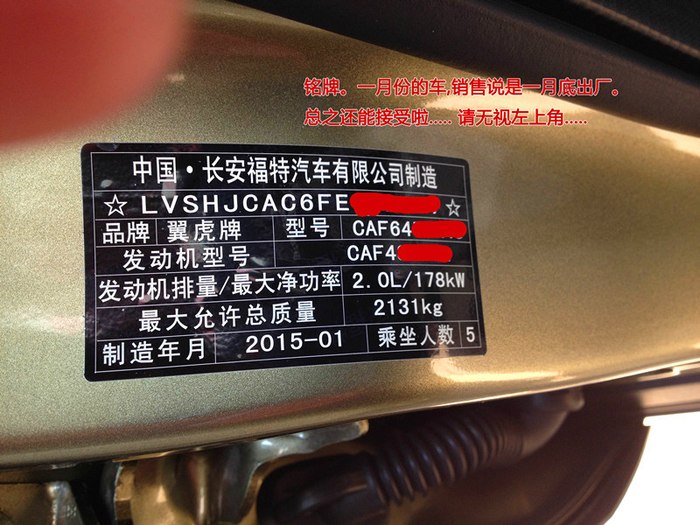 铭牌。一月份的车,销售说是一月底出厂。
总之还能接受啦..... 请无视左上角.....
中国·长安福特汽车有限公司制造
☆ LVSHJCAC6FE ☆
品牌 翼虎牌 型号 CAF64
发动机型号 CAF4
发动机排量/最大净功率 2.0L/178kW
最大允许总质量 2131kg
制造年月 2015-01 乘坐人数 5